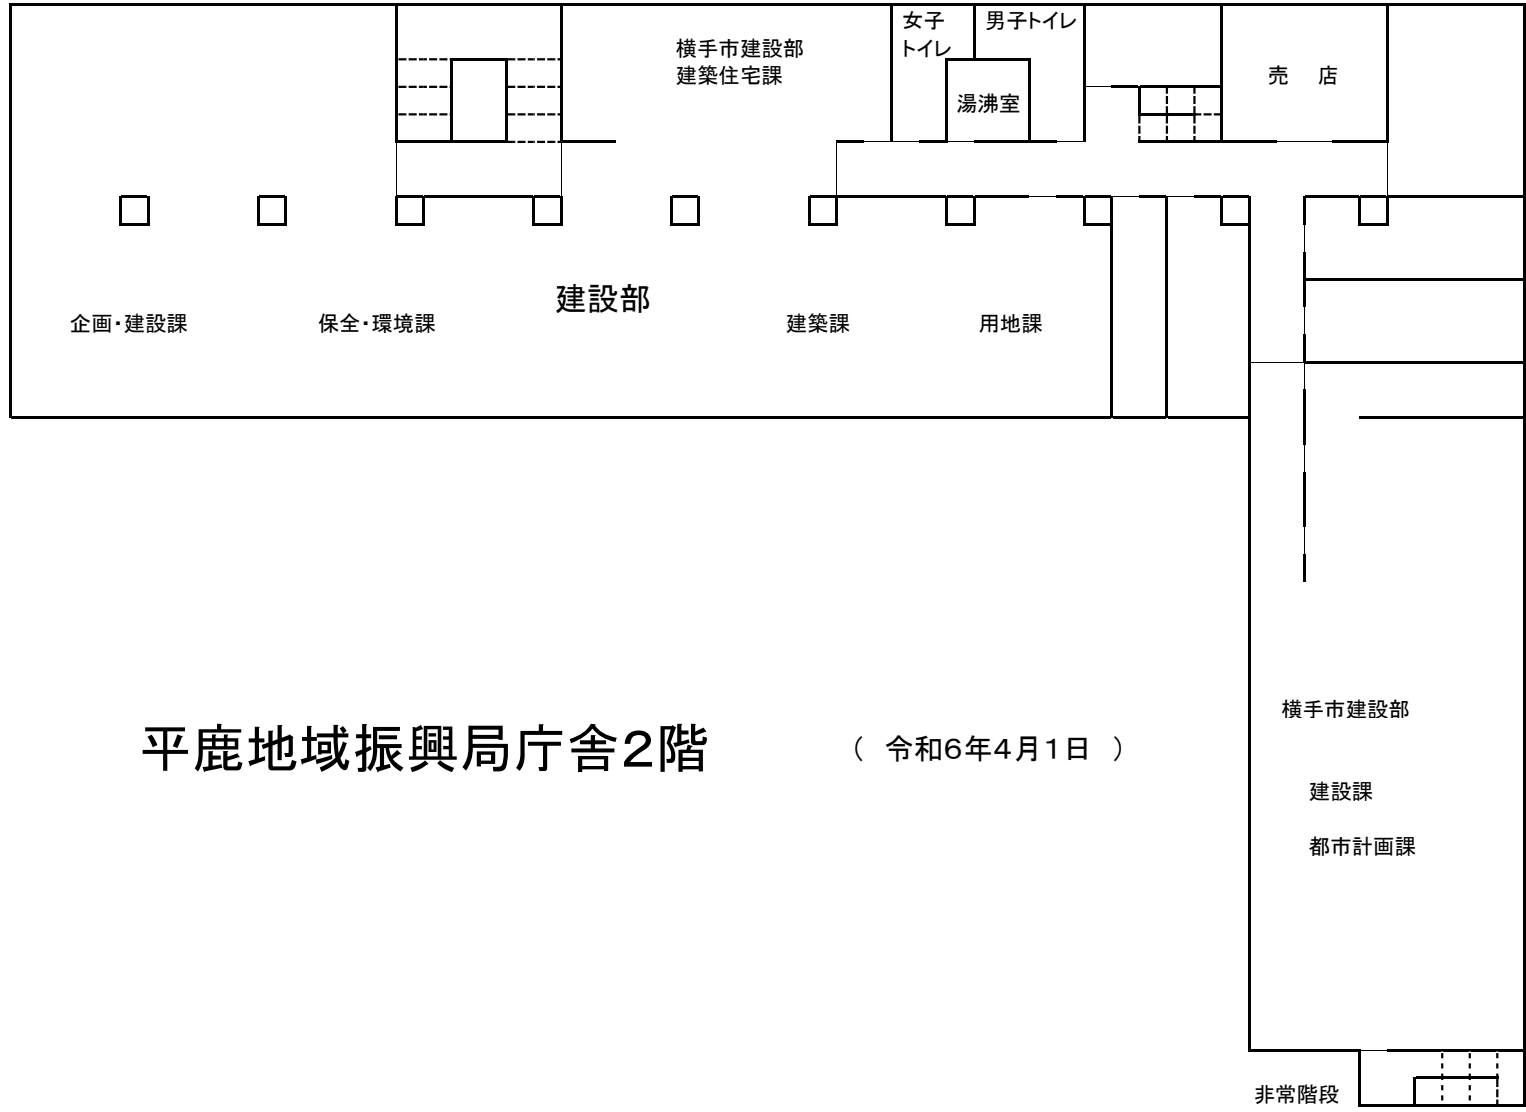 女子
トイレ
男子トイレ
横手市建設部
建築住宅課
湯沸室
売　店
建設部
企画・建設課
保全・環境課
建築課
用地課
平鹿地域振興局庁舎２階
（　令和６年４月１日　）
横手市建設部
建設課
都市計画課
非常階段